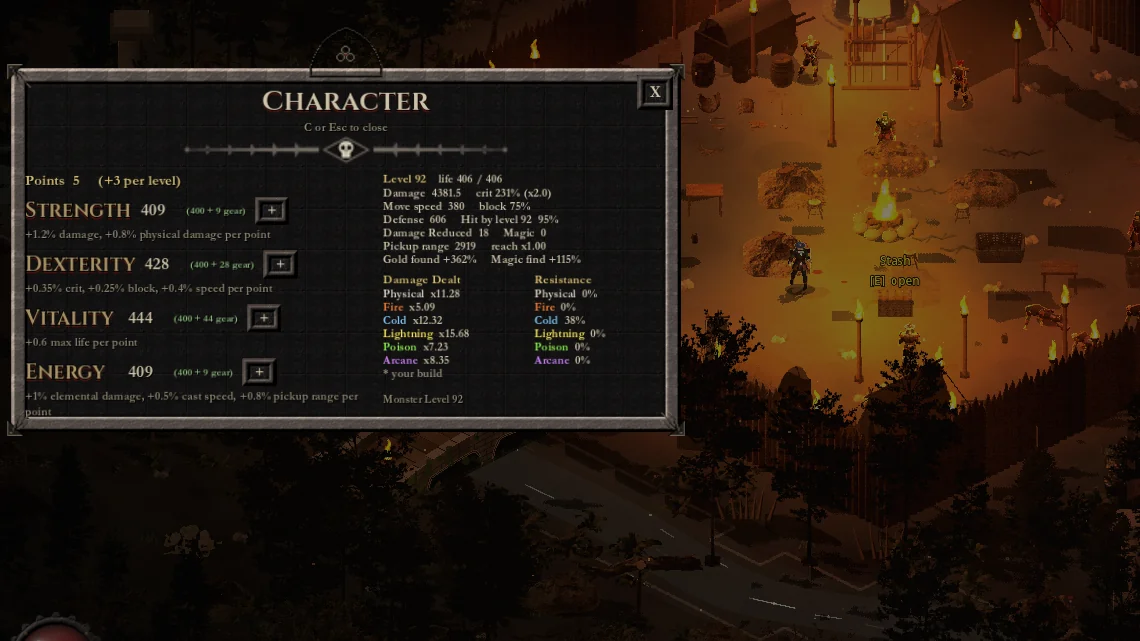 CHARACTER
X
C or Esc to close
Points 5 (+3 per level)
STRENGTH 409 (400 + 9 gear) +
+1.2% damage, +0.8% physical damage per point
DEXTERITY 428 (400 + 28 gear) +
+0.35% crit, +0.25% block, +0.4% speed per point
VITALITY 444 (400 + 44 gear) +
+0.6 max life per point
ENERGY 409 (400 + 9 gear) +
+1% elemental damage, +0.5% cast speed, +0.8% pickup range per
point
Level 92 life 406 / 406
Damage 4381.5 crit 231% (x2.0)
Move speed 380 block 75%
Defense 606 Hit by level 92 95%
Damage Reduced 18 Magic 0
Pickup range 2919 reach x1.00
Gold found +362% Magic find +115%
Damage Dealt
Physical x11.28
Fire x5.09
Cold x12.32
Lightning x15.68
Poison x7.23
Arcane x8.35
* your build
Resistance
Physical 0%
Fire 0%
Cold 38%
Lightning 0%
Poison 0%
Arcane 0%
Monster Level 92
Stash
[E] open